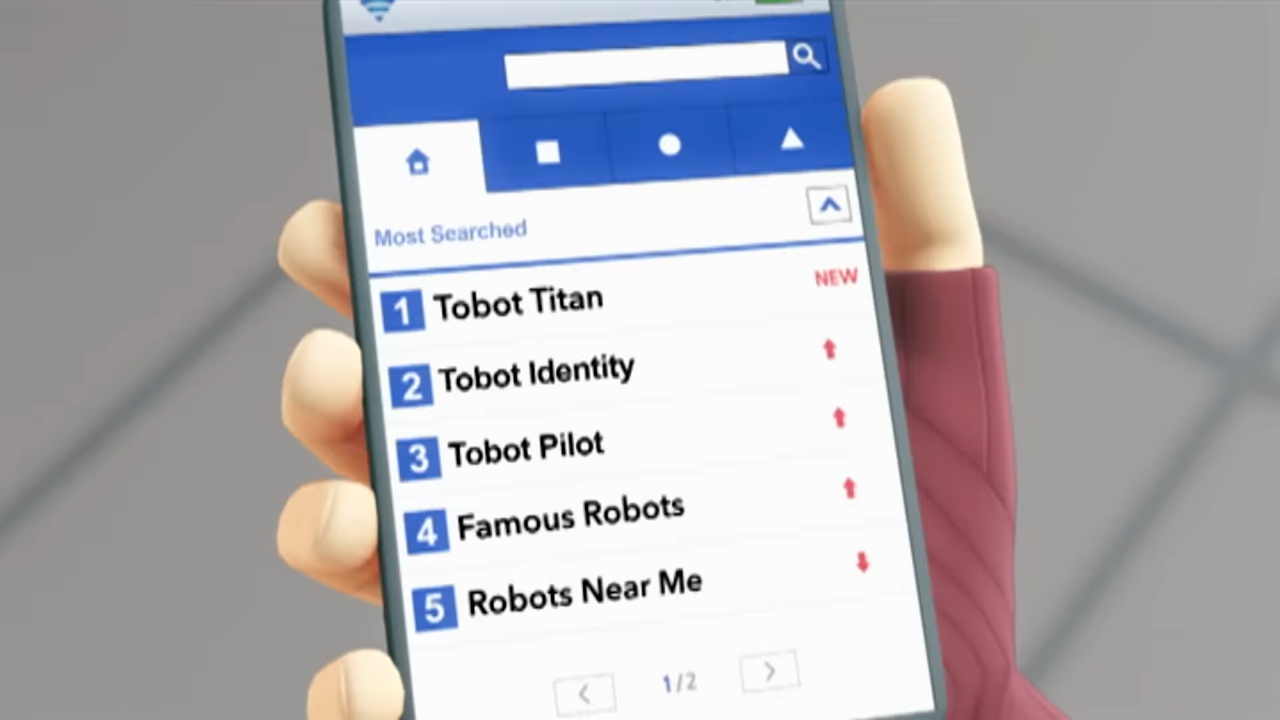 Most Searched
1 Tobot Titan NEW
2 Tobot Identity
3 Tobot Pilot
4 Famous Robots
5 Robots Near Me
1/2